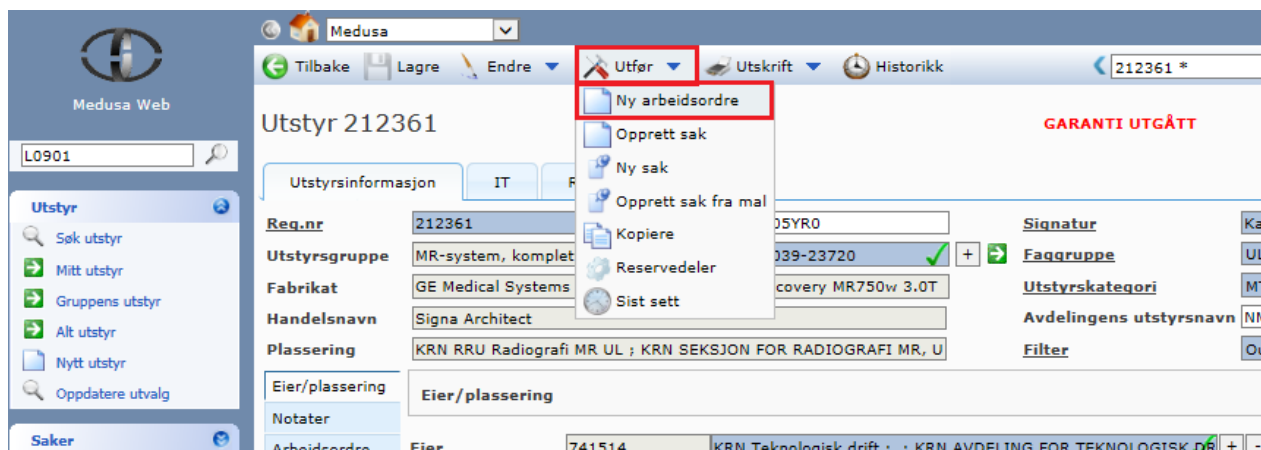 Medusa
Tilbake Lagre Endre Utfør Utskrift Historikk 212361 *
Medusa Web
Ny arbeidsordre
Utstyr 212361
GARANTI UTGÅTT
Opprett sak
L0901
Ny sak
Utstyrsinformasjon IT
Opprett sak fra mal
Utstyr
Reg.nr 212361 05YR0 Signatur
Søk utstyr
Kopiere
Utstyrsgruppe MR-system, 039-23720 + Faggruppe
Mitt utstyr
Reservedeler
Fabrikat GE Medical Systems MR750w 3.0T Utstyrskategori
Gruppens utstyr
Sist sett
Handelsnavn Signa Architect Avdelingens utstyrsnavn
Alt utstyr
Plassering KRN RRU Radiografi MR UL ; KRN SEKSJON FOR RADIOGRAFI MR, U Filter
Nytt utstyr
Eier/plassering
Eier/plassering
Oppdatere utvalg
Notater
Saker
Arbeidsordre
Eier 741514 KRN Teknologisk drift ; ; KRN AVDELING FOR TEKNOLOGISK DR + -